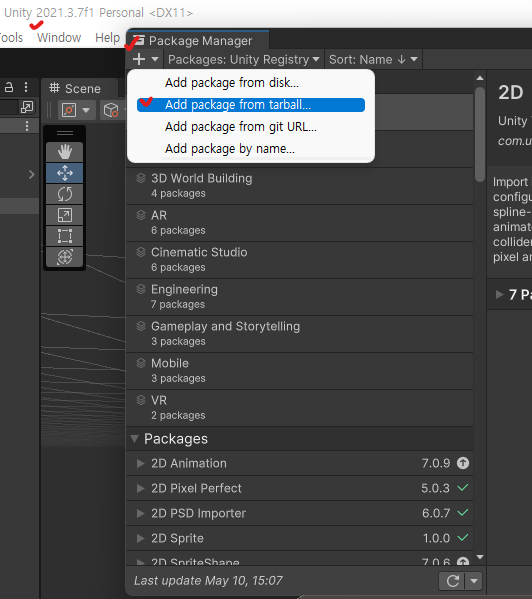 Unity 2021.3.7f1 Personal <DX11>
Tools Window Help
Package Manager
Packages: Unity Registry Sort: Name ↓
Scene
Add package from disk...
Add package from tarball...
Add package from git URL...
Add package by name...
2D
Unity
com.u
3D World Building
4 packages
AR
6 packages
Cinematic Studio
6 packages
Engineering
7 packages
Gameplay and Storytelling
3 packages
Mobile
3 packages
VR
2 packages
Import
configu
spline-
animate
collider
pixel ar
7 Pa
Packages
2D Animation 7.0.9
2D Pixel Perfect 5.0.3
2D PSD Importer 6.0.7
2D Sprite 1.0.0
2D SpriteShape 7.0.6
Last update May 10, 15:07